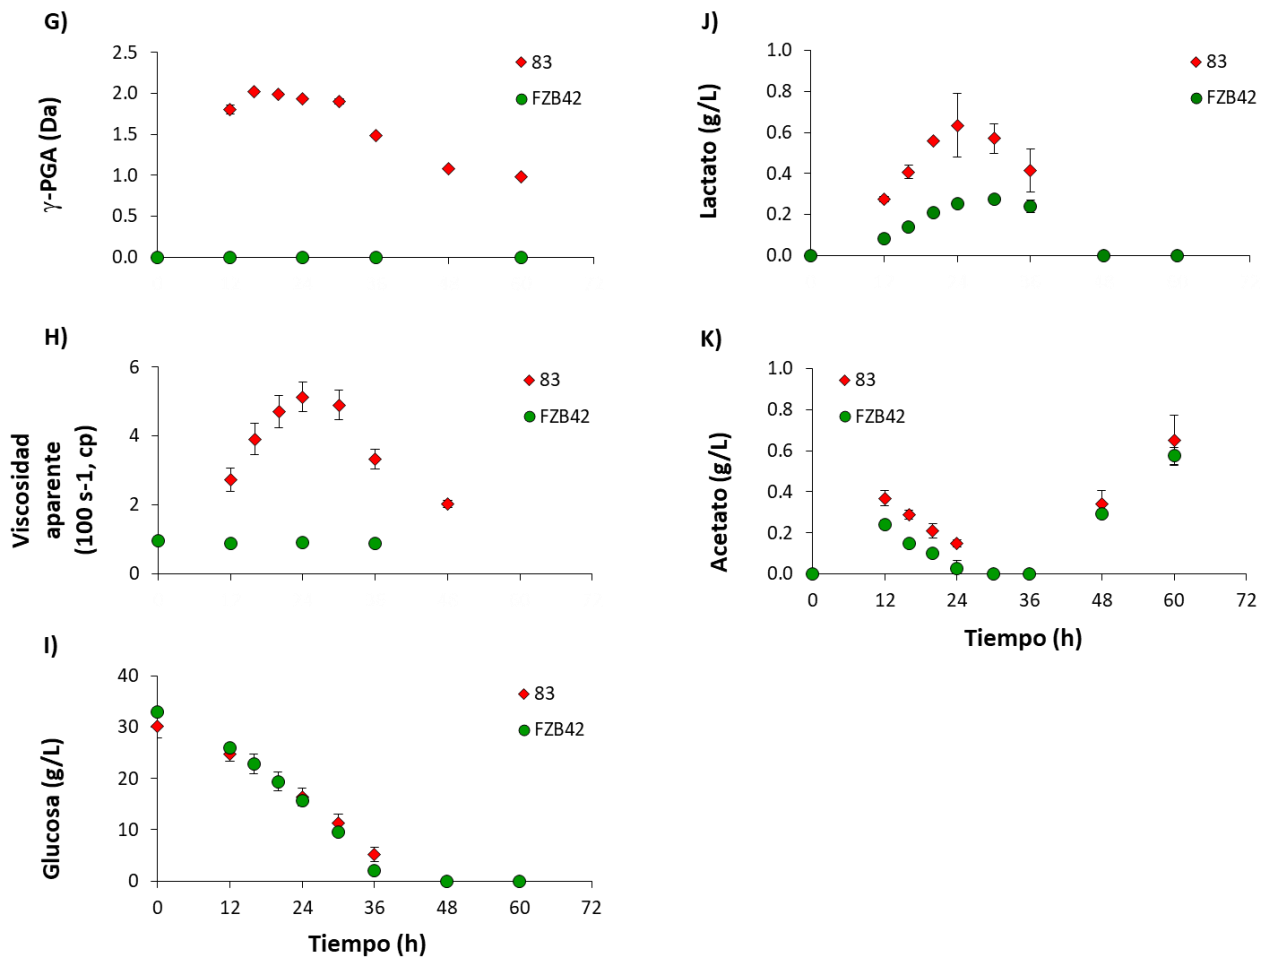 G)
γ-PGA (Da)
2.5
2.0
1.5
1.0
0.5
0.0
83
FZB42
J)
Lactato (g/L)
1.0
0.8
0.6
0.4
0.2
0.0
83
FZB42
H)
Viscosidad
aparente
(100 s-1, cp)
6
4
2
0
83
FZB42
K)
Acetato (g/L)
1.0
0.8
0.6
0.4
0.2
0.0
83
FZB42
0 12 24 36 48 60 72
Tiempo (h)
I)
Glucosa (g/L)
40
30
20
10
0
83
FZB42
0 12 24 36 48 60 72
Tiempo (h)